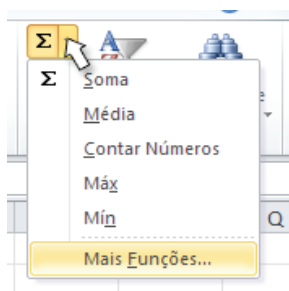 Σ
Σ Soma
Média
Contar Números
Máx
Mín
Mais Funções...
Q